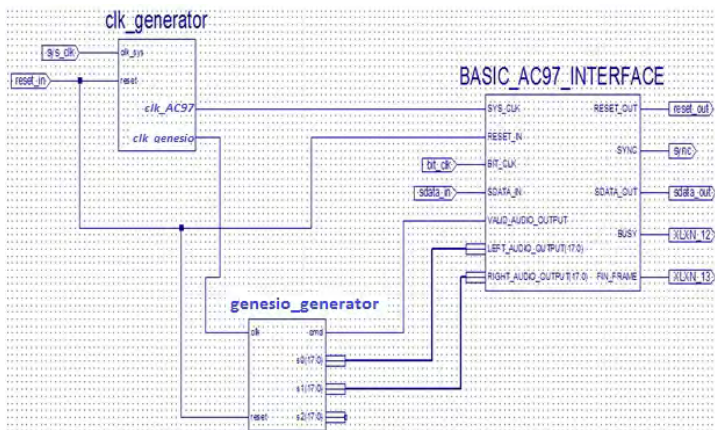 clk_generator
sys_clk
clk_sys
reset_in
reset
clk_AC97
clk_genesio
BASIC_AC97_INTERFACE
SYS_CLK
RESET_OUT
reset_out
RESET_IN
SYNC
sync
bit_clk
BIT_CLK
sdata_in
SDATA_IN
SDATA_OUT
sdata_out
VALID_AUDIO_OUTPUT
BUSY
XLXN_12
LEFT_AUDIO_OUTPUT(17:0)
RIGHT_AUDIO_OUTPUT(17:0)
FIN_FRAME
XLXN_13
genesio_generator
clk
cmd
s0(17:0)
s1(17:0)
reset
s2(17:0)